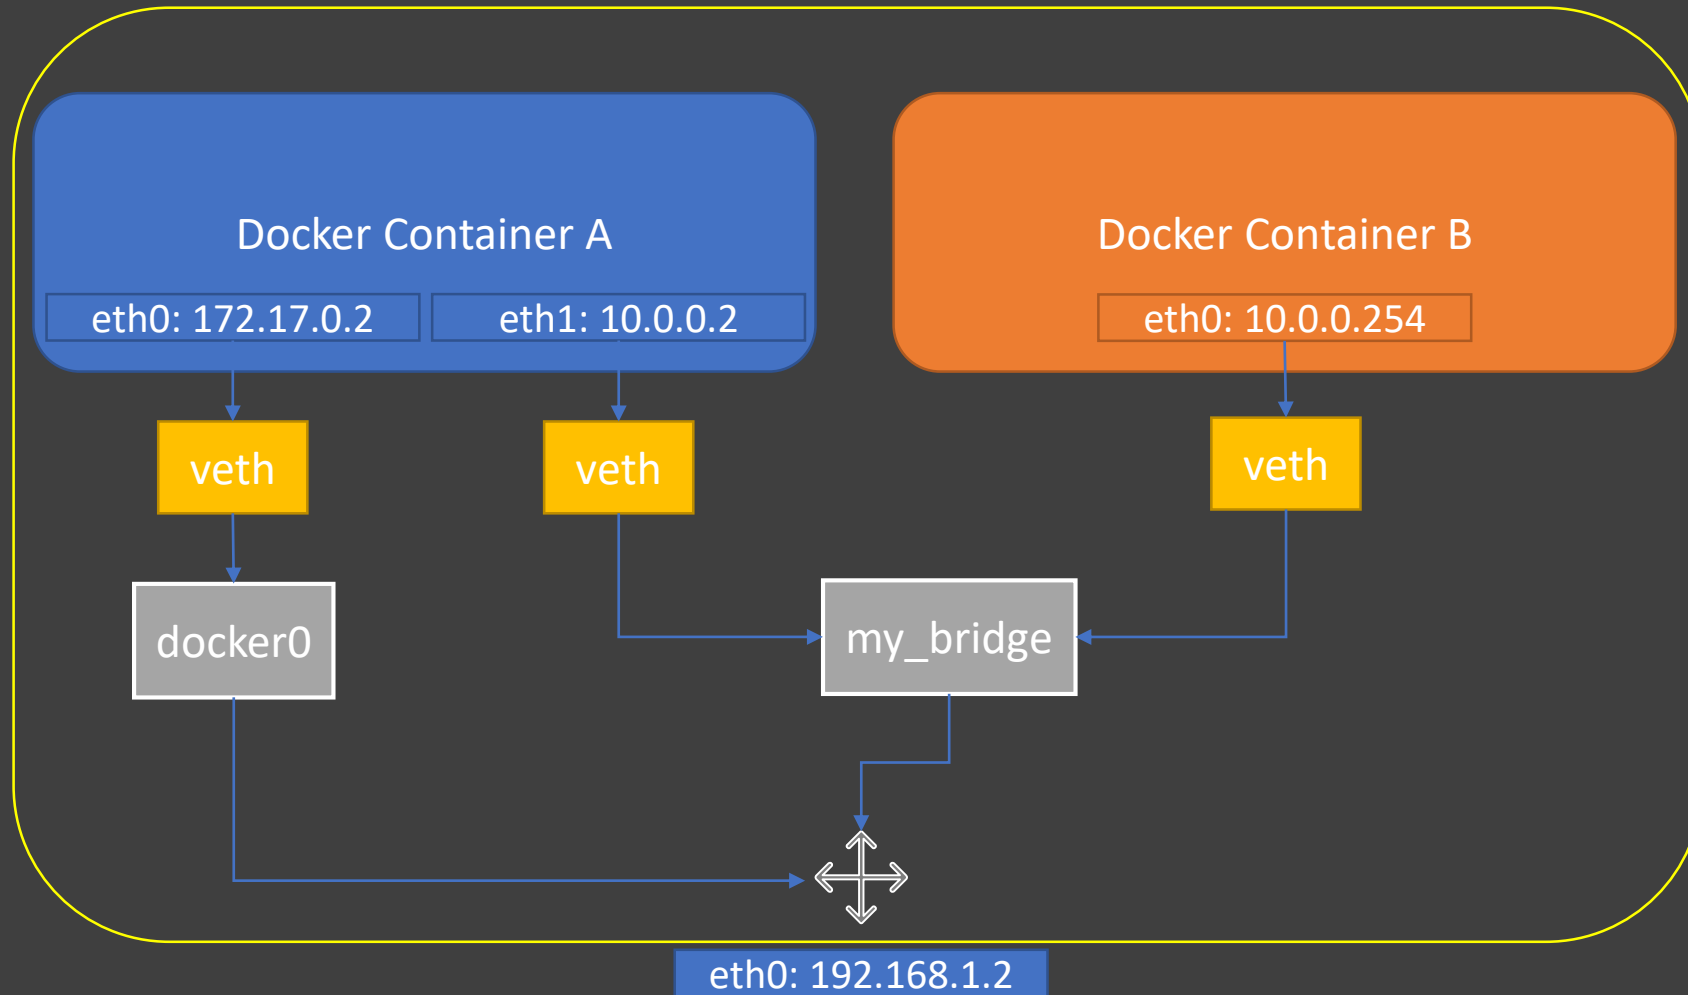 Docker Container A
eth0: 172.17.0.2
eth1: 10.0.0.2
Docker Container B
eth0: 10.0.0.254
veth
veth
veth
docker0
my_bridge
eth0: 192.168.1.2